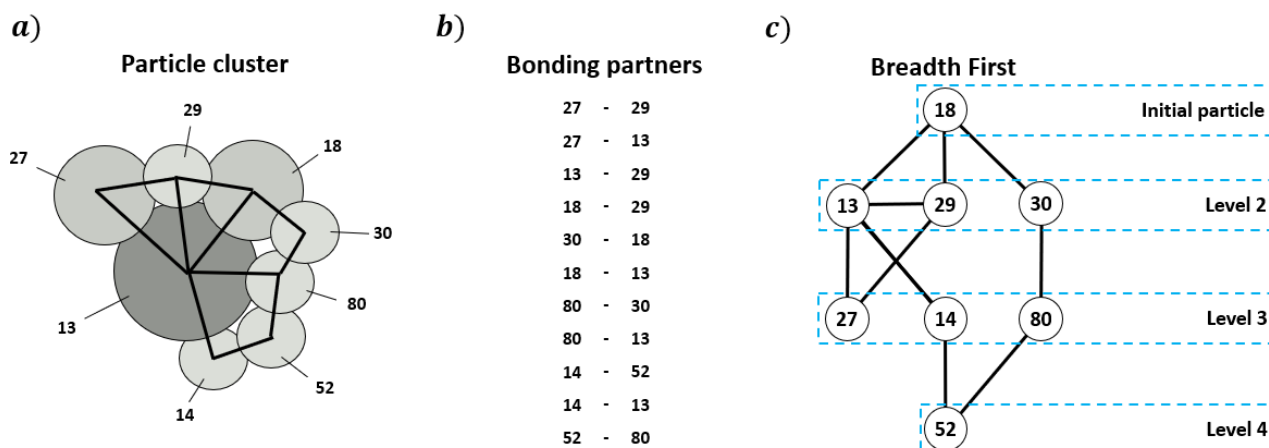 a)
Particle cluster
29
18
27
30
80
13
52
14
b)
Bonding partners
27 - 29
27 - 13
13 - 29
18 - 29
30 - 18
18 - 13
80 - 30
80 - 13
14 - 52
14 - 13
52 - 80
c)
Breadth First
18 Initial particle
13 29 30 Level 2
27 14 80 Level 3
52 Level 4